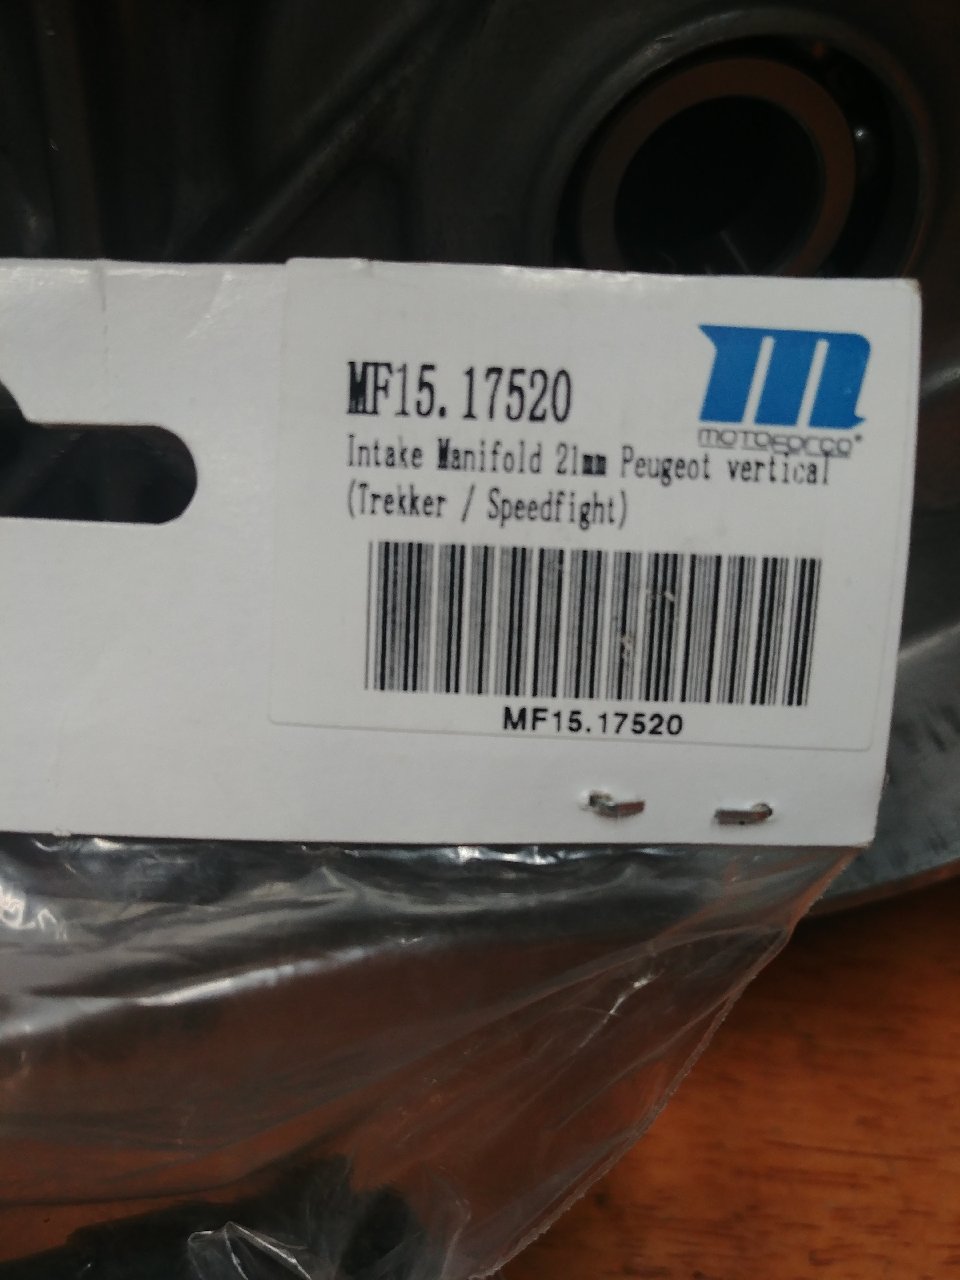 MF15.17520
motoforce®
Intake Manifold 21mm Peugeot vertical
(Trekker / Speedfight)
MF15.17520